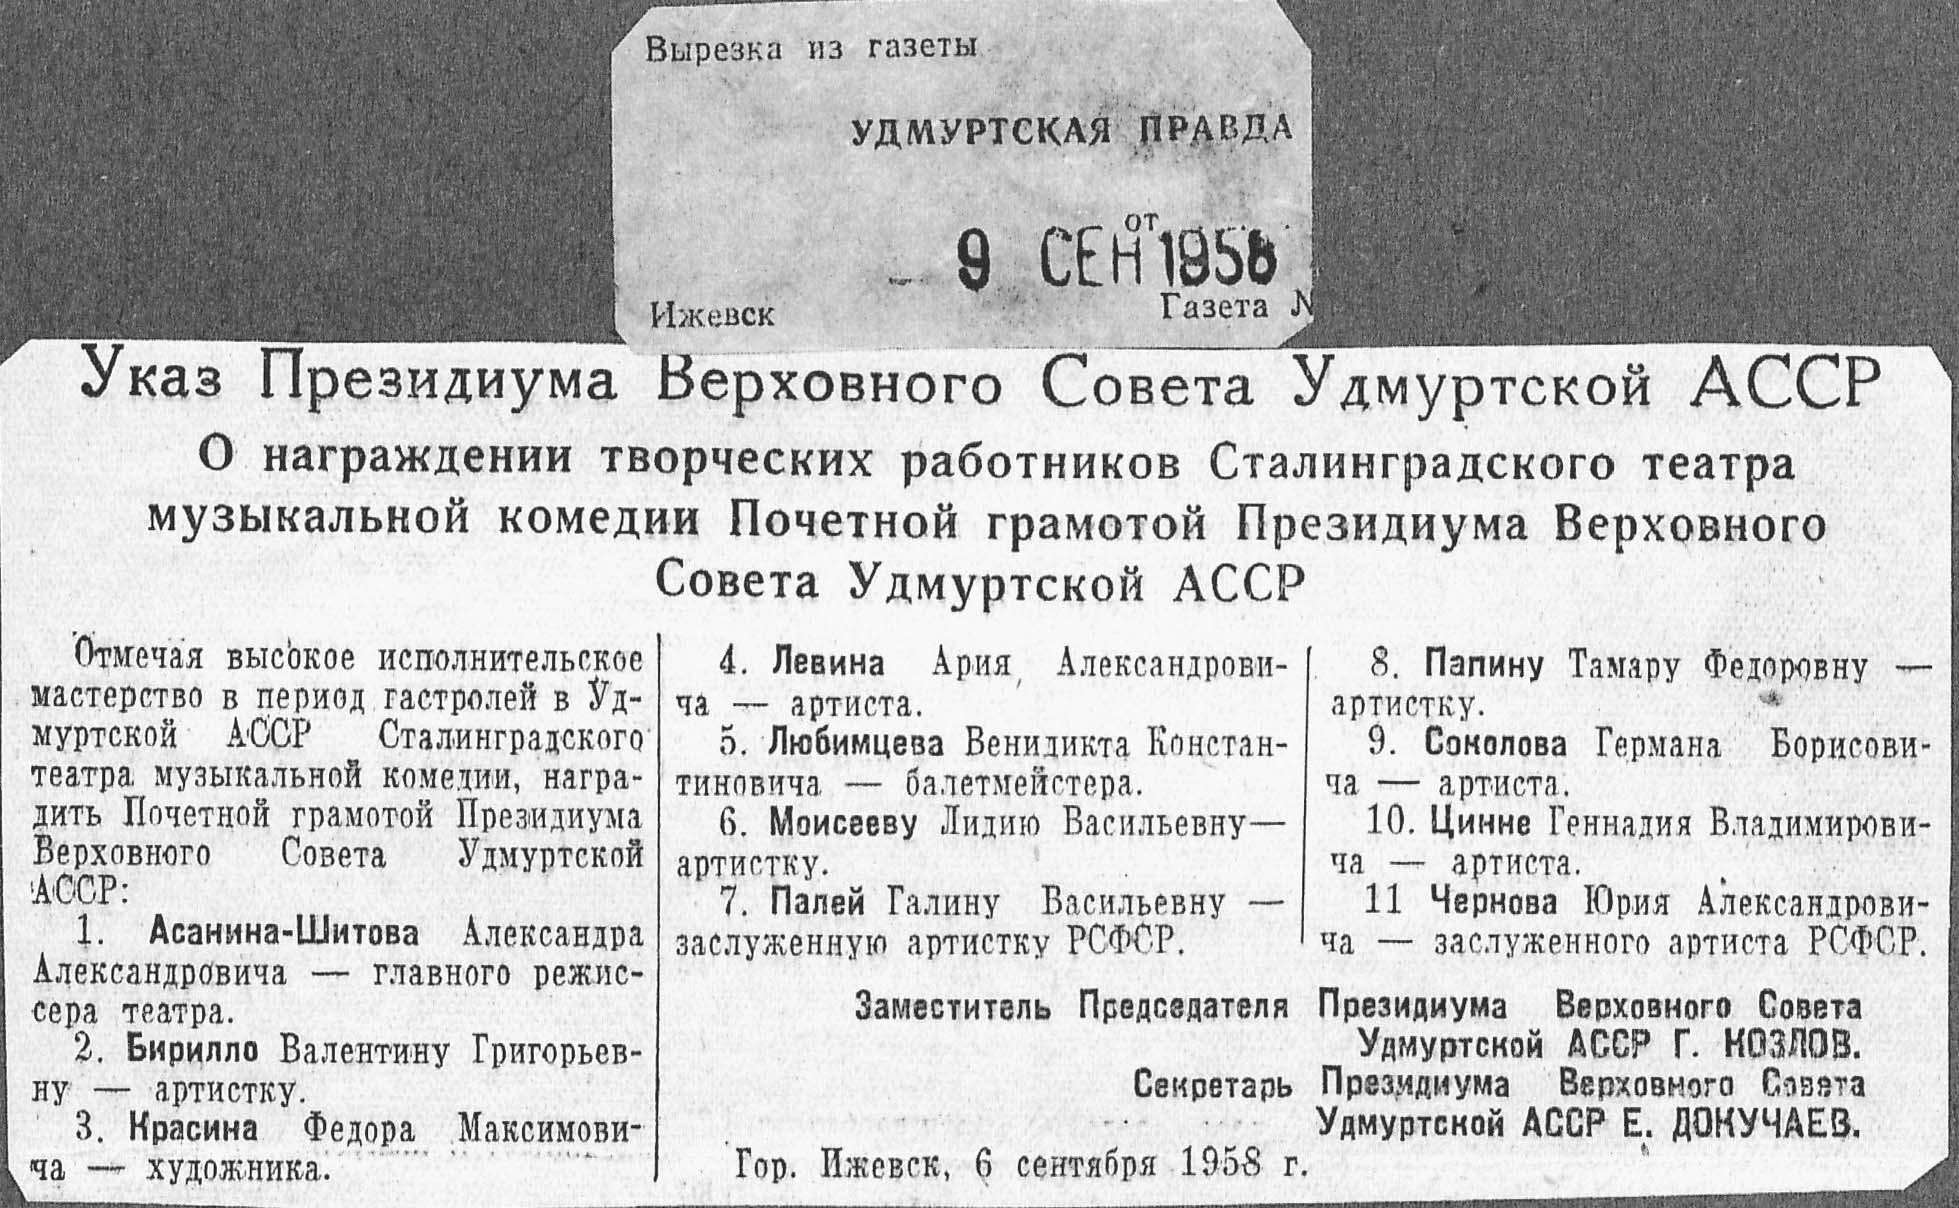 Вырезка из газеты
УДМУРТСКАЯ ПРАВДА
от
9 СЕН 1958
Ижевск
Газета №
Указ Президиума Верховного Совета Удмуртской АССР
О награждении творческих работников Сталинградского театра
музыкальной комедии Почетной грамотой Президиума Верховного
Совета Удмуртской АССР
Отмечая высокое исполнительское
мастерство в период гастролей в Уд-
муртской АССР Сталинградского
театра музыкальной комедии, награ-
дить Почетной грамотой Президиума
Верховного Совета Удмуртской
АССР:
1. Асанина-Шитова Александра
Александровича — главного режис-
сера театра.
2. Бирилло Валентину Григорьев-
ну — артистку.
3. Красина Федора Максимови-
ча — художника.
4. Левина Ария Александрови-
ча — артиста.
5. Любимцева Венидикта Констан-
тиновича — балетмейстера.
6. Моисееву Лидию Васильевну—
артистку.
7. Палей Галину Васильевну —
заслуженную артистку РСФСР.
8. Папину Тамару Федоровну —
артистку.
9. Соколова Германа Борисови-
ча — артиста.
10. Цинне Геннадия Владимирови-
ча — артиста.
11 Чернова Юрия Александрови-
ча — заслуженного артиста РСФСР.
Заместитель Председателя Президиума Верховного Совета
Удмуртской АССР Г. КОЗЛОВ.
Секретарь Президиума Верховного Совета
Удмуртской АССР Е. ДОКУЧАЕВ.
Гор. Ижевск, 6 сентября 1958 г.